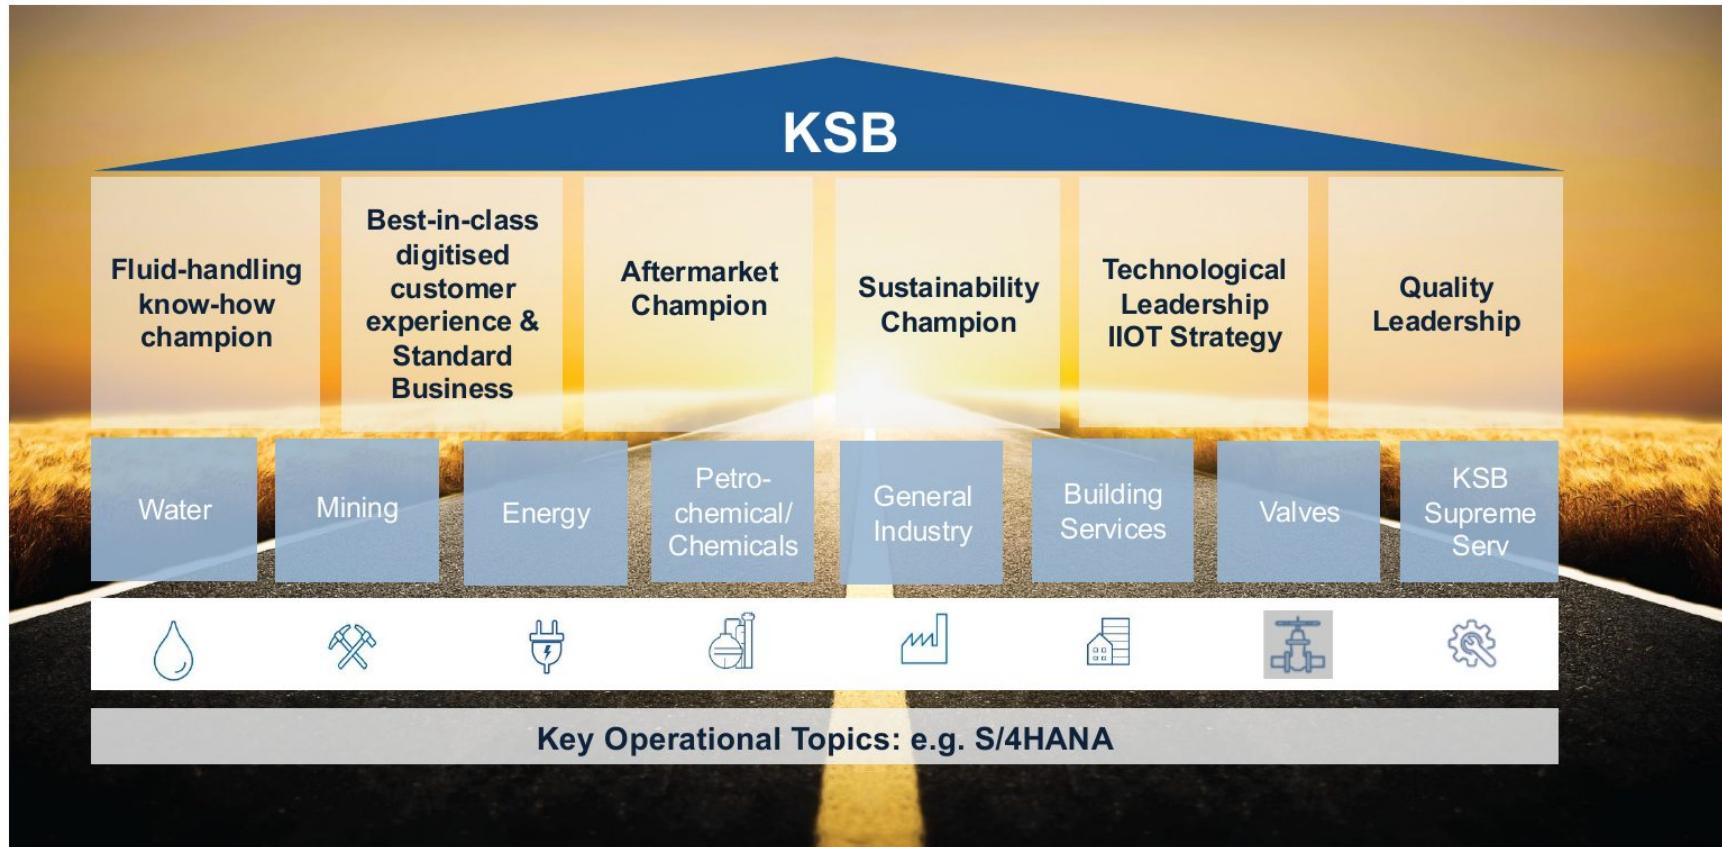 KSB
Fluid-handling
know-how
champion
Best-in-class
digitised
customer
experience &
Standard
Business
Aftermarket
Champion
Sustainability
Champion
Technological
Leadership
IIOT Strategy
Quality
Leadership
Water
Mining
Energy
Petro-
chemical/
Chemicals
General
Industry
Building
Services
Valves
KSB
Supreme
Serv
Key Operational Topics: e.g. S/4HANA